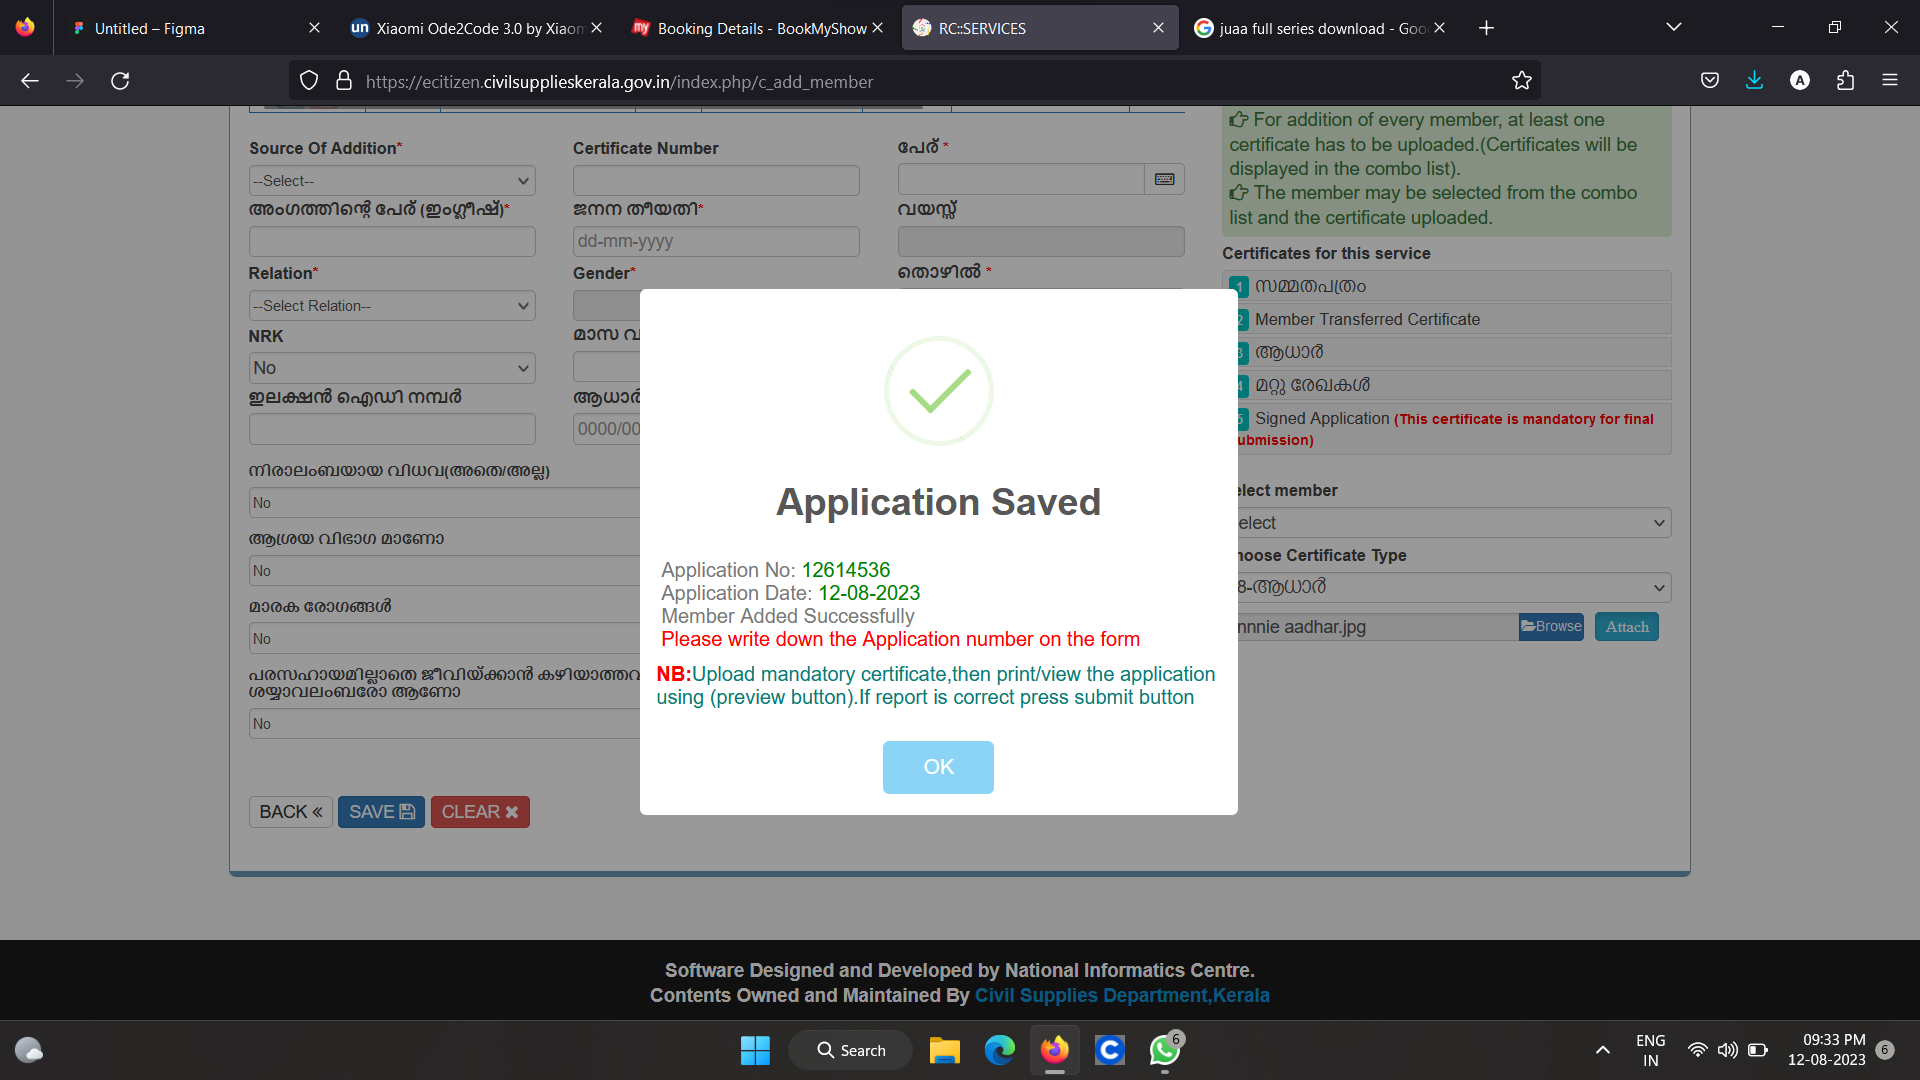 Untitled – Figma
un Xiaomi Ode2Code 3.0 by Xiaom
my Booking Details - BookMyShow
RC::SERVICES
juaa full series download - Goo
https://ecitizen.civilsupplieskerala.gov.in/index.php/c_add_member
A
Source Of Addition*
Certificate Number
പേര് *
--Select--
അംഗത്തിന്റെ പേര് (ഇംഗ്ലീഷ്)*
ജനന തീയതി*
വയസ്സ്
dd-mm-yyyy
Relation*
Gender*
തൊഴിൽ *
--Select Relation--
NRK
മാസ
No
ഇലക്ഷൻ ഐഡി നമ്പർ
ആധാർ
0000/00
നിരാലംബയായ വിധവ(അതെ/അല്ല)
No
ആശ്രയ വിഭാഗ മാണോ
No
മാരക രോഗങ്ങൾ
No
പരസഹായമില്ലാതെ ജീവിയ്ക്കാൻ കഴിയാത്തവ
ശയ്യാവലംബരോ ആണോ
No
BACK
SAVE
CLEAR
For addition of every member, at least one
certificate has to be uploaded.(Certificates will be
displayed in the combo list).
The member may be selected from the combo
list and the certificate uploaded.
Certificates for this service
1 സമ്മതപത്രം
2 Member Transferred Certificate
3 ആധാർ
4 മറ്റു രേഖകൾ
5 Signed Application (This certificate is mandatory for final
ubmission)
elect member
elect
hoose Certificate Type
8-ആധാർ
nnnie aadhar.jpg
Browse
Attach
Application Saved
Application No: 12614536
Application Date: 12-08-2023
Member Added Successfully
Please write down the Application number on the form
NB:Upload mandatory certificate,then print/view the application
using (preview button).If report is correct press submit button
OK
Software Designed and Developed by National Informatics Centre.
Contents Owned and Maintained By Civil Supplies Department,Kerala
Search
C
6
ENG
IN
09:33 PM
12-08-2023
6